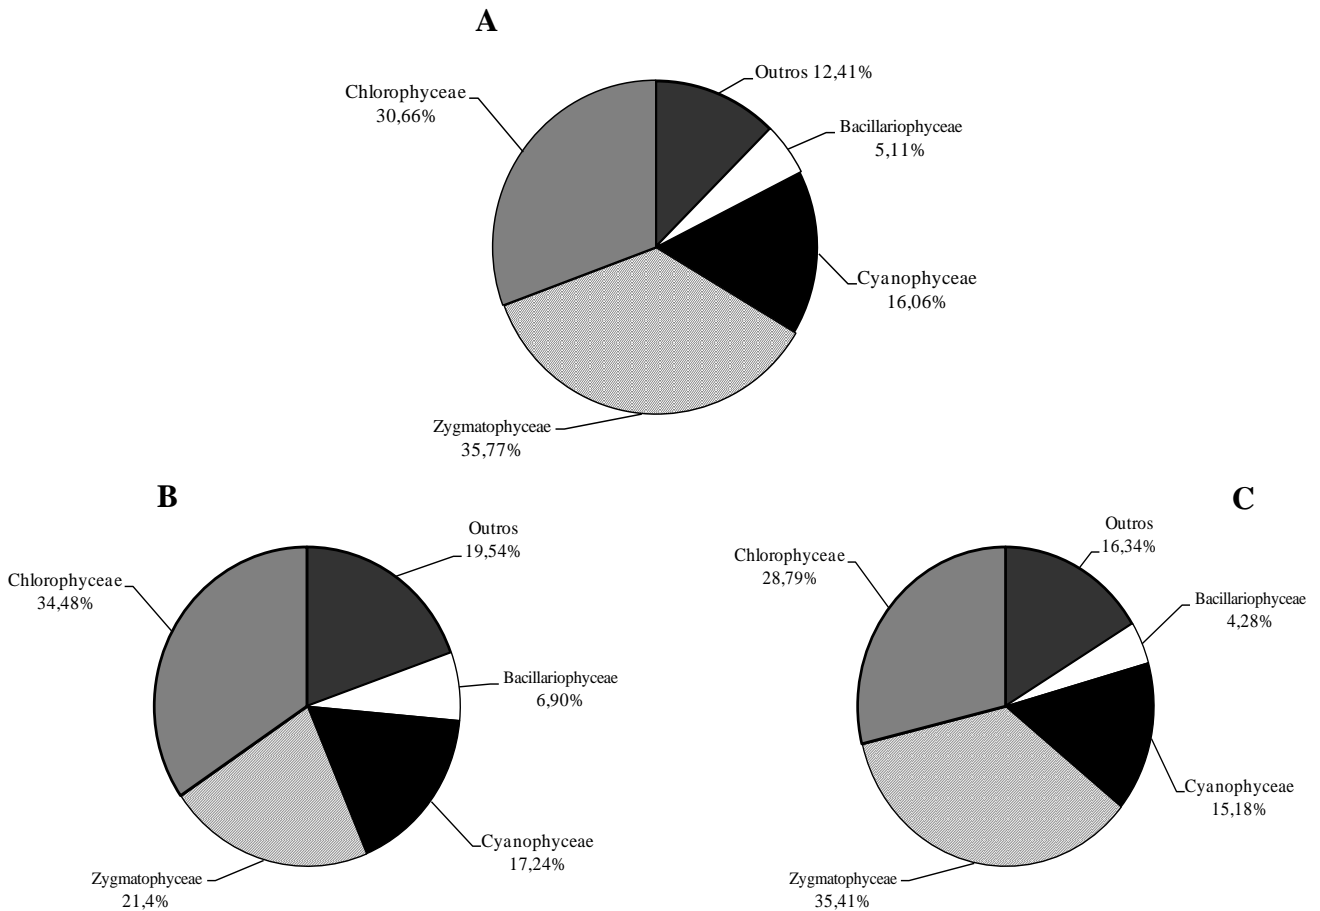 A
Outros 12,41%
Chlorophyceae
30,66%
Bacillariophyceae
5,11%
Cyanophyceae
16,06%
Zygmatophyceae
35,77%
B
Outros
19,54%
Chlorophyceae
34,48%
Bacillariophyceae
6,90%
Cyanophyceae
17,24%
Zygmatophyceae
21,4%
C
Outros
16,34%
Chlorophyceae
28,79%
Bacillariophyceae
4,28%
Cyanophyceae
15,18%
Zygmatophyceae
35,41%